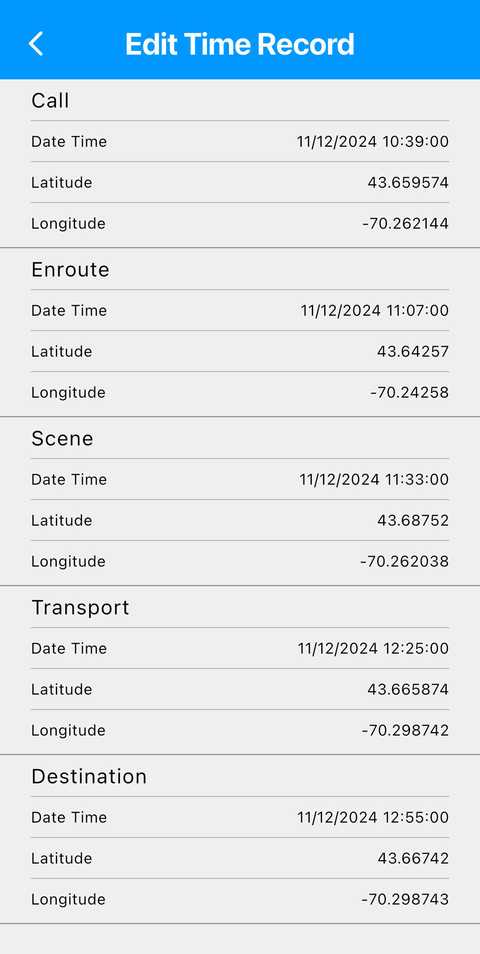 Edit Time Record
Call
Date Time 11/12/2024 10:39:00
Latitude 43.659574
Longitude -70.262144
Enroute
Date Time 11/12/2024 11:07:00
Latitude 43.64257
Longitude -70.24258
Scene
Date Time 11/12/2024 11:33:00
Latitude 43.68752
Longitude -70.262038
Transport
Date Time 11/12/2024 12:25:00
Latitude 43.665874
Longitude -70.298742
Destination
Date Time 11/12/2024 12:55:00
Latitude 43.66742
Longitude -70.298743